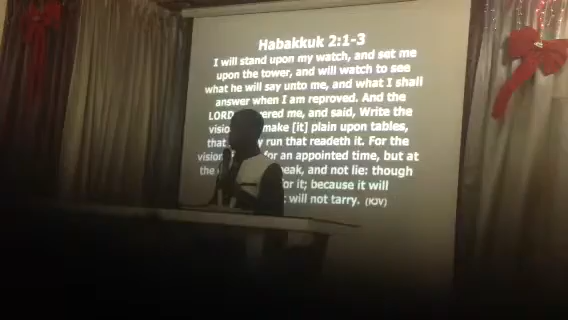 Habakkuk 2:1-3
I will stand upon my watch, and set me
upon the tower, and will watch to see
what he will say unto me, and what I shall
answer when I am reproved. And the
LORD ered me, and said, Write the
visio make [it] plain upon tables,
that y run that readeth it. For the
vision for an appointed time, but at
the eak, and not lie: though
for it; because it will
will not tarry. (KJV)